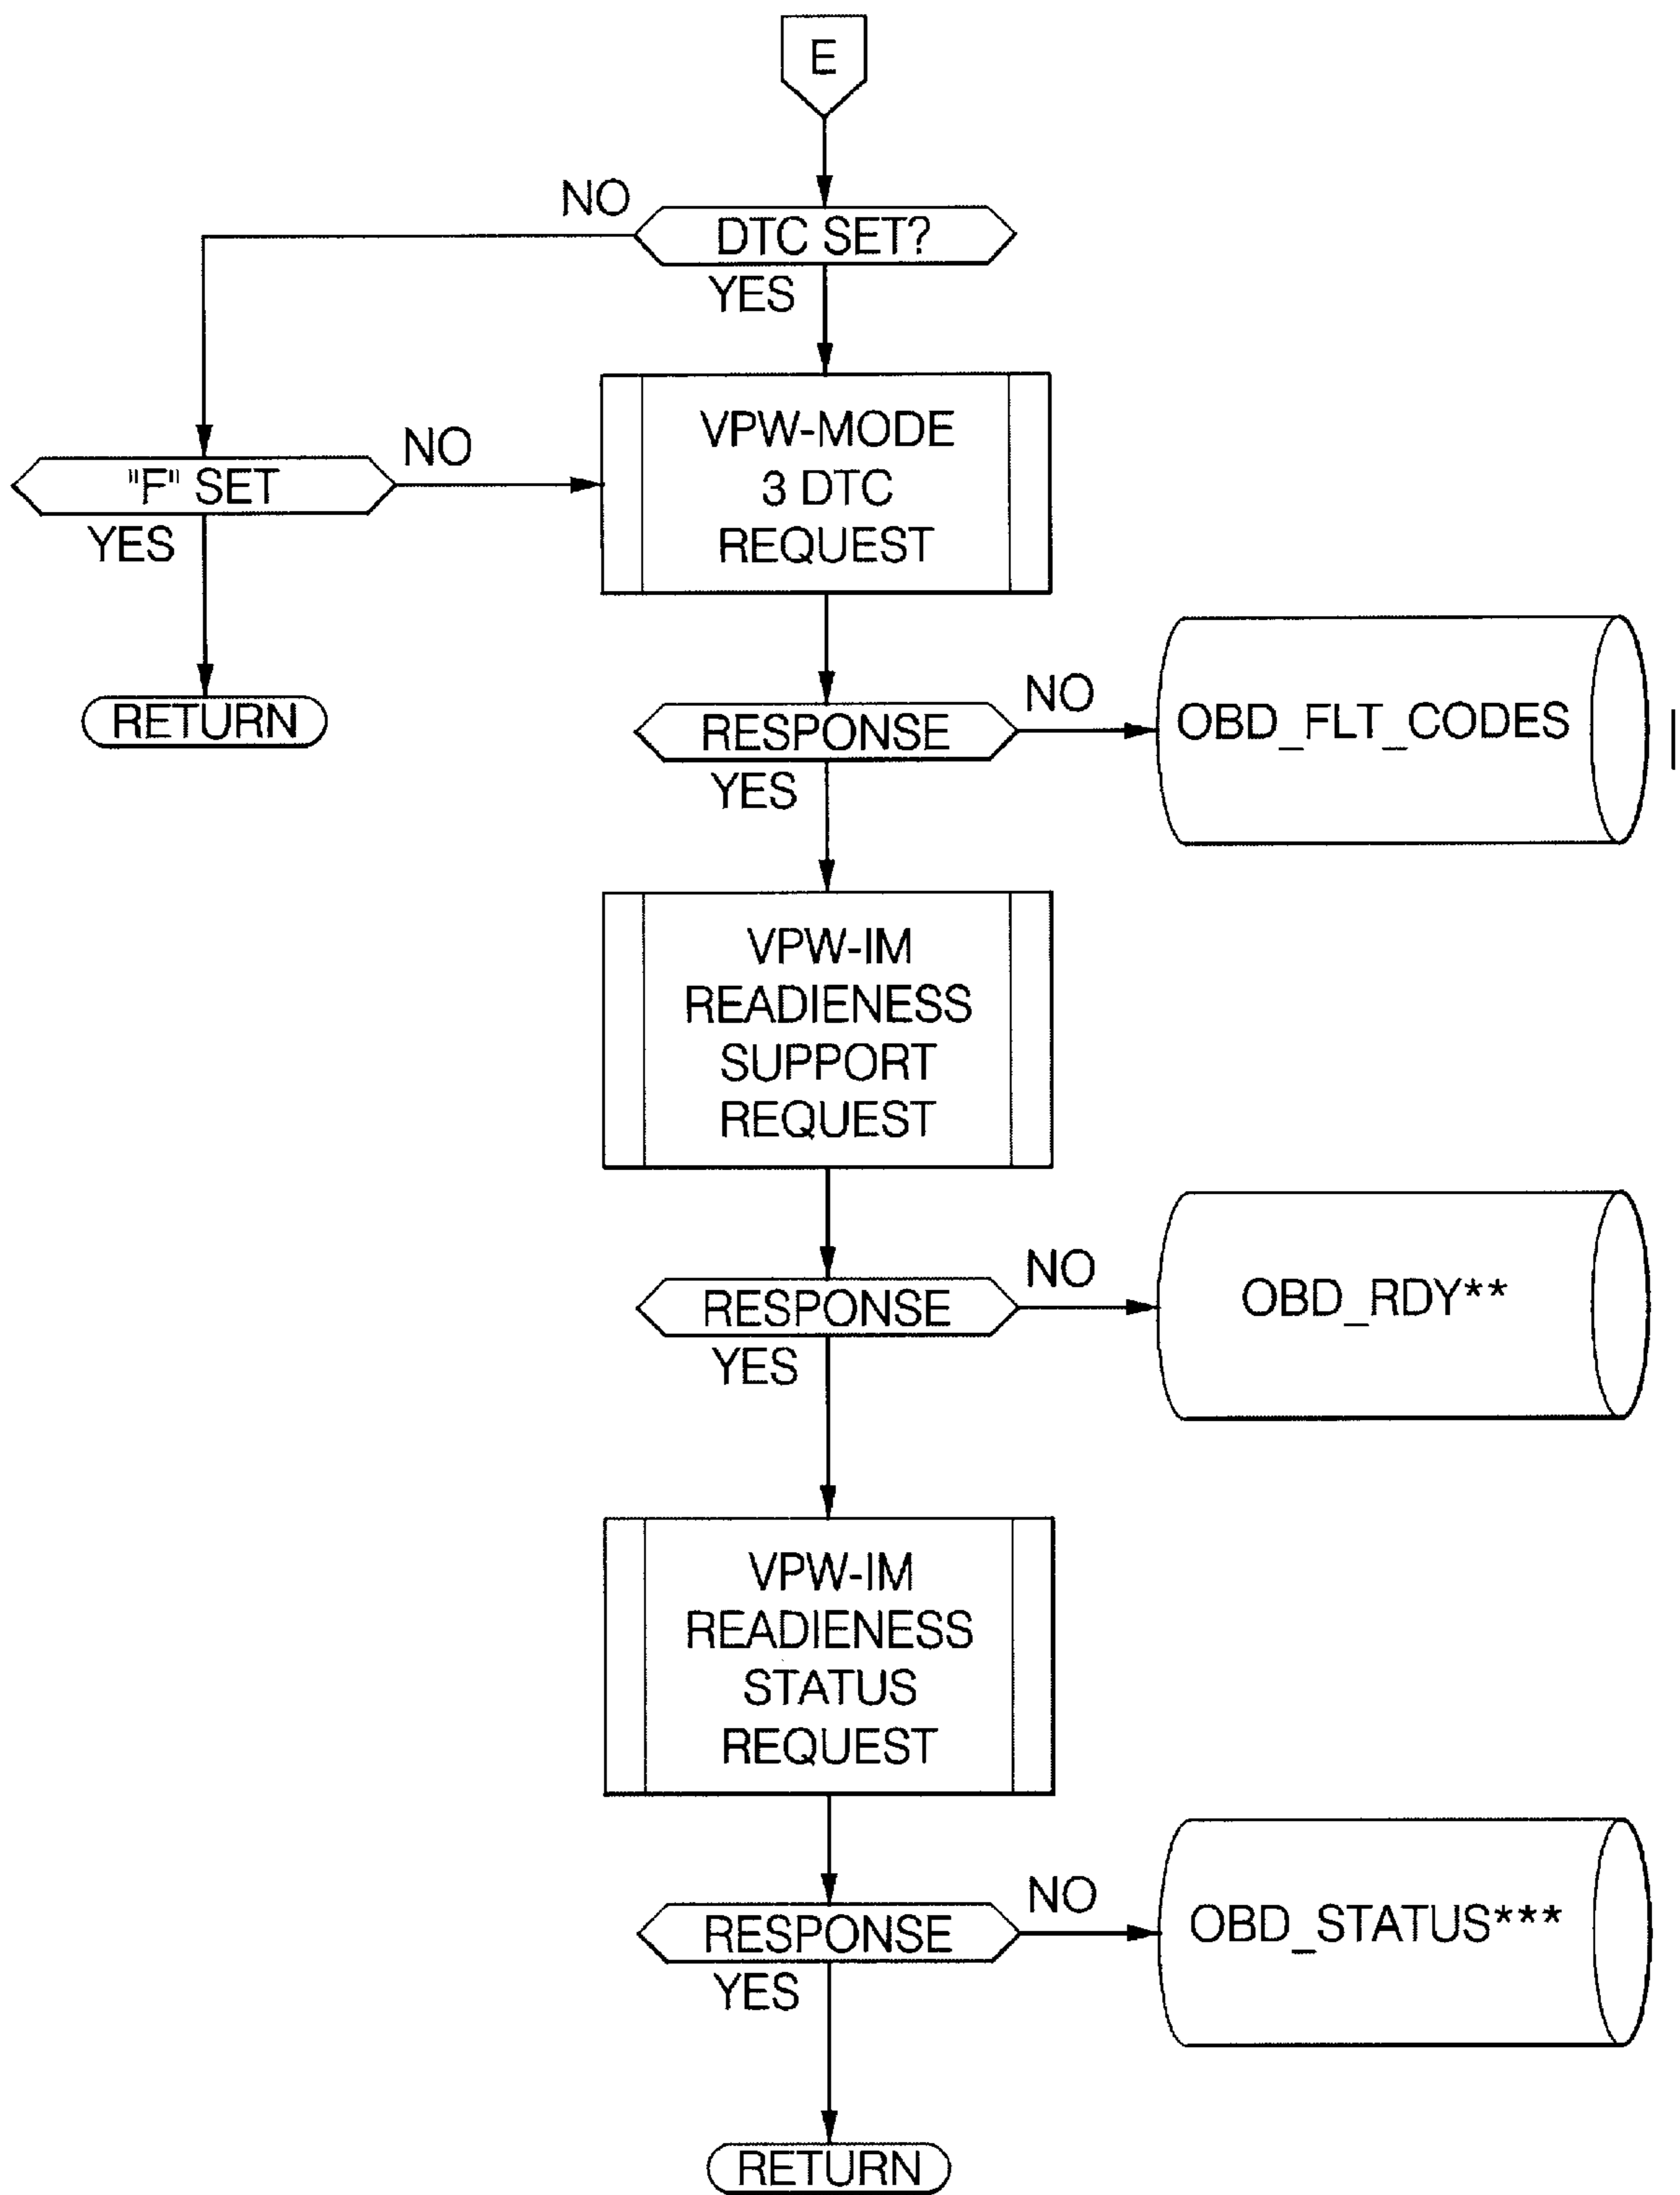 E
NO
DTC SET?
YES
VPW-MODE
3 DTC
REQUEST
"F" SET
NO
YES
RETURN
RESPONSE
NO
YES
OBD_FLT_CODES
VPW-IM
READIENESS
SUPPORT
REQUEST
RESPONSE
NO
YES
OBD_RDY**
VPW-IM
READIENESS
STATUS
REQUEST
RESPONSE
NO
YES
OBD_STATUS***
RETURN